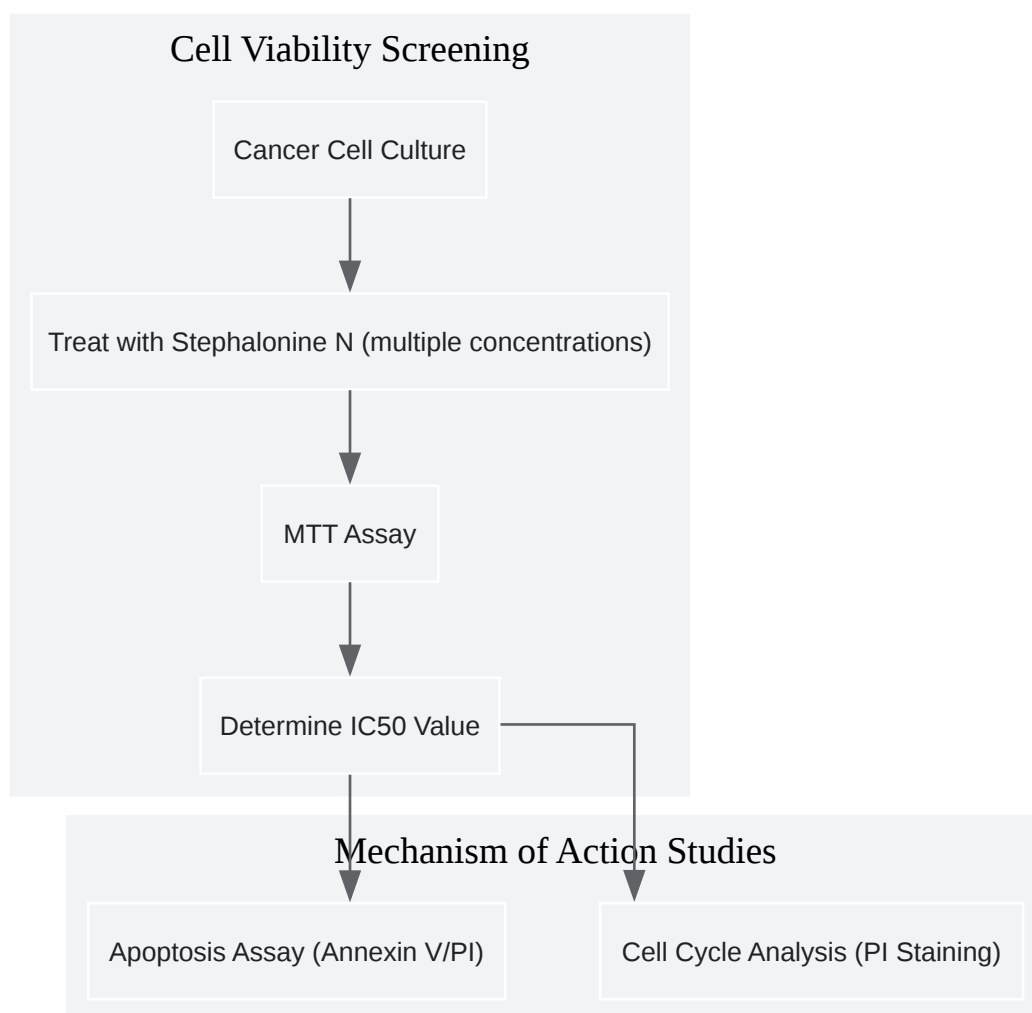 Cell Viability Screening
Cancer Cell Culture
Treat with Stephalonine N (multiple concentrations)
MTT Assay
Determine IC50 Value
Mechanism of Action Studies
Apoptosis Assay (Annexin V/PI)
Cell Cycle Analysis (PI Staining)